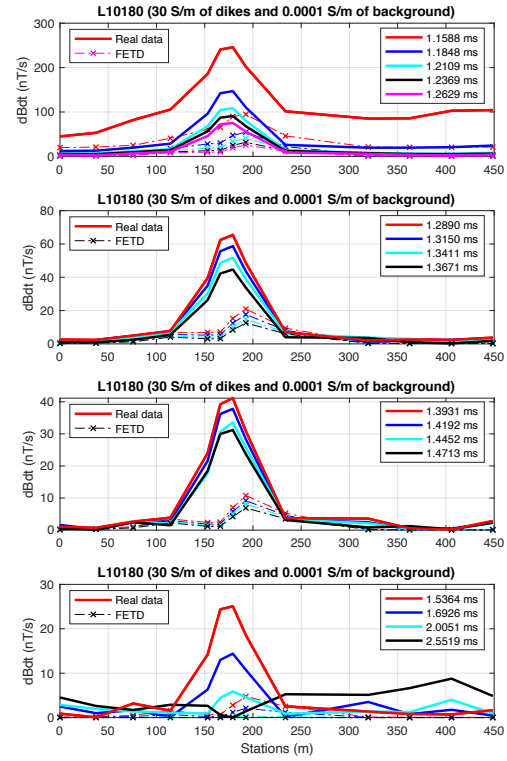 L10180 (30 S/m of dikes and 0.0001 S/m of background)
300
200
100
0
dBdt (nT/s)
Real data
FETD
1.1588 ms
1.1848 ms
1.2109 ms
1.2369 ms
1.2629 ms
0 50 100 150 200 250 300 350 400 450
L10180 (30 S/m of dikes and 0.0001 S/m of background)
80
60
40
20
0
dBdt (nT/s)
Real data
FETD
1.2890 ms
1.3150 ms
1.3411 ms
1.3671 ms
0 50 100 150 200 250 300 350 400 450
L10180 (30 S/m of dikes and 0.0001 S/m of background)
40
30
20
10
0
dBdt (nT/s)
Real data
FETD
1.3931 ms
1.4192 ms
1.4452 ms
1.4713 ms
0 50 100 150 200 250 300 350 400 450
L10180 (30 S/m of dikes and 0.0001 S/m of background)
30
20
10
0
dBdt (nT/s)
Real data
FETD
1.5364 ms
1.6926 ms
2.0051 ms
2.5519 ms
0 50 100 150 200 250 300 350 400 450
Stations (m)